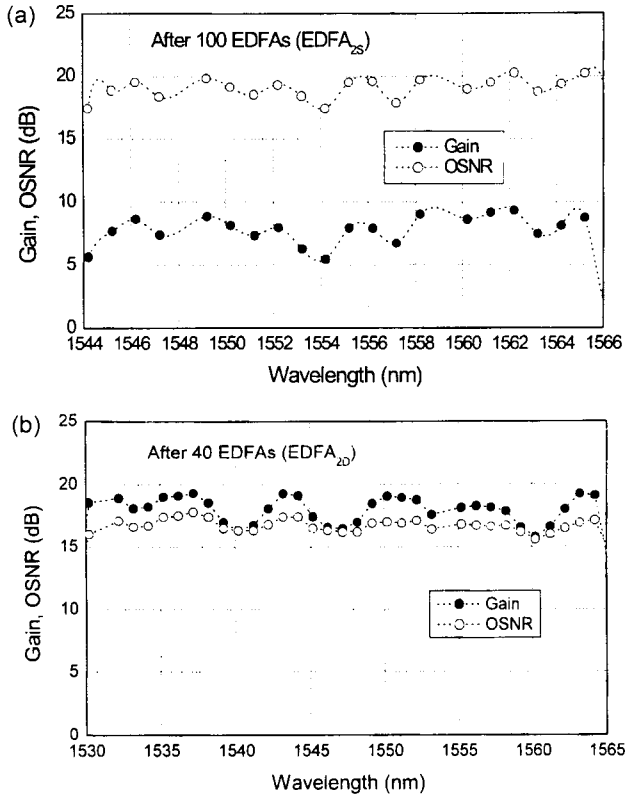 (a)
25
20
15
10
5
0
Gain, OSNR (dB)
After 100 EDFAs (EDFA2S)
Gain
OSNR
1544 1546 1548 1550 1552 1554 1556 1558 1560 1562 1564 1566
Wavelength (nm)
(b)
25
20
15
10
5
0
Gain, OSNR (dB)
After 40 EDFAs (EDFA2D)
Gain
OSNR
1530 1535 1540 1545 1550 1555 1560 1565
Wavelength (nm)